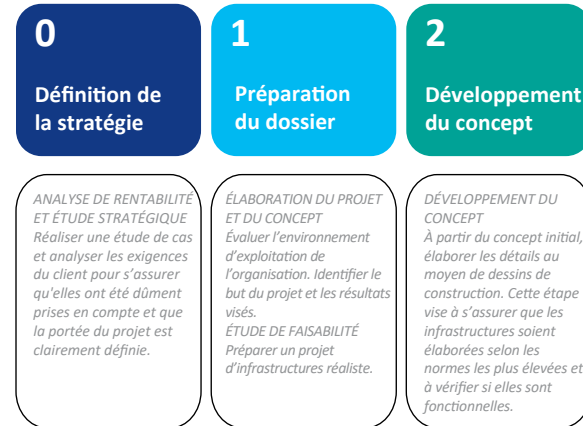 0
Définition de
la stratégie
1
Préparation
du dossier
2
Développement
du concept
ANALYSE DE RENTABILITÉ
ET ÉTUDE STRATÉGIQUE
Réaliser une étude de cas
et analyser les exigences
du client pour s’assurer
qu'elles ont été dûment
prises en compte et que
la portée du projet est
clairement définie.
ÉLABORATION DU PROJET
ET DU CONCEPT
Évaluer l’environnement
d’exploitation de
l’organisation. Identifier le
but du projet et les résultats
visés.
ÉTUDE DE FAISABILITÉ
Préparer un projet
d’infrastructures réaliste.
DÉVELOPPEMENT DU
CONCEPT
À partir du concept initial,
élaborer les détails au
moyen de dessins de
construction. Cette étape
vise à s’assurer que les
infrastructures soient
élaborées selon les
normes les plus élevées et
à vérifier si elles sont
fonctionnelles.